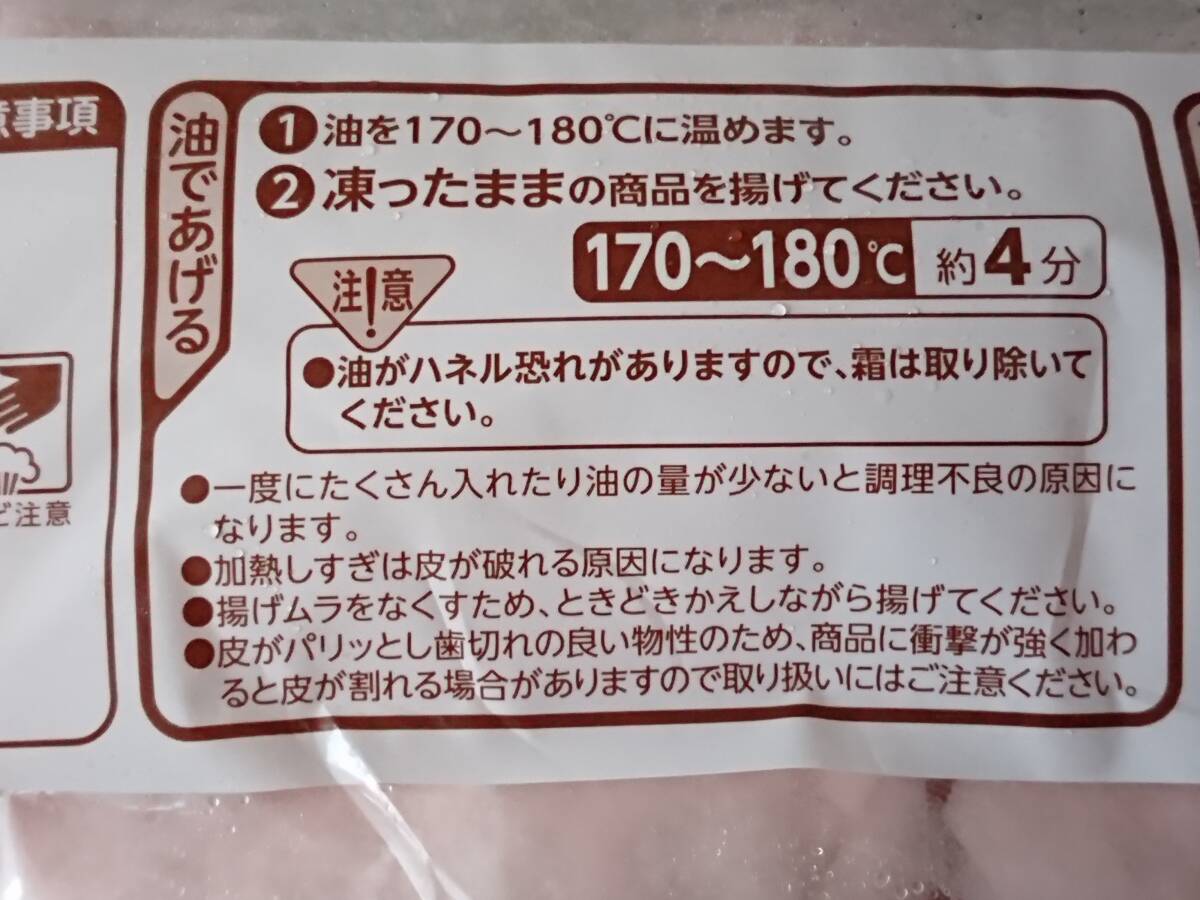 事項
油であげる
❶油を170～180℃に温めます。
❷凍ったままの商品を揚げてください。
170～180℃ 約4分
注!意
●油がハネル恐れがありますので、霜は取り除いて
ください。
●一度にたくさん入れたり油の量が少ないと調理不良の原因に
なります。
●加熱しすぎは皮が破れる原因になります。
●揚げムラをなくすため、ときどきかえしながら揚げてください。
●皮がパリッとし歯切れの良い物性のため、商品に衝撃が強く加わ
ると皮が割れる場合がありますので取り扱いにはご注意ください。
注意